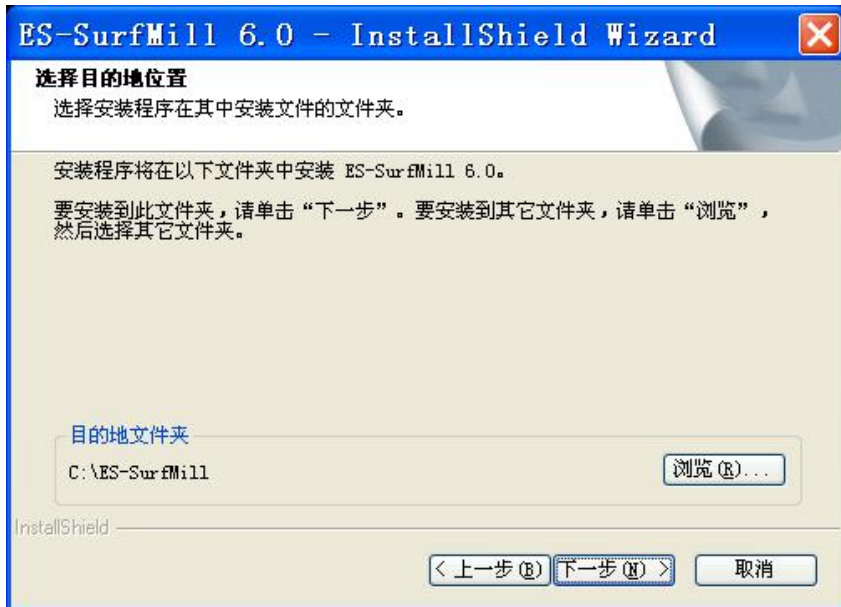 ES-SurfMill 6.0 - InstallShield Wizard
选择目的地位置
选择安装程序在其中安装文件的文件夹。
安装程序将在以下文件夹中安装 ES-SurfMill 6.0。
要安装到此文件夹，请单击“下一步”。要安装到其它文件夹，请单击“浏览”，
然后选择其它文件夹。
目的地文件夹
C:\ES-SurfMill
浏览(R)...
InstallShield
< 上一步(B) 下一步(N) > 取消